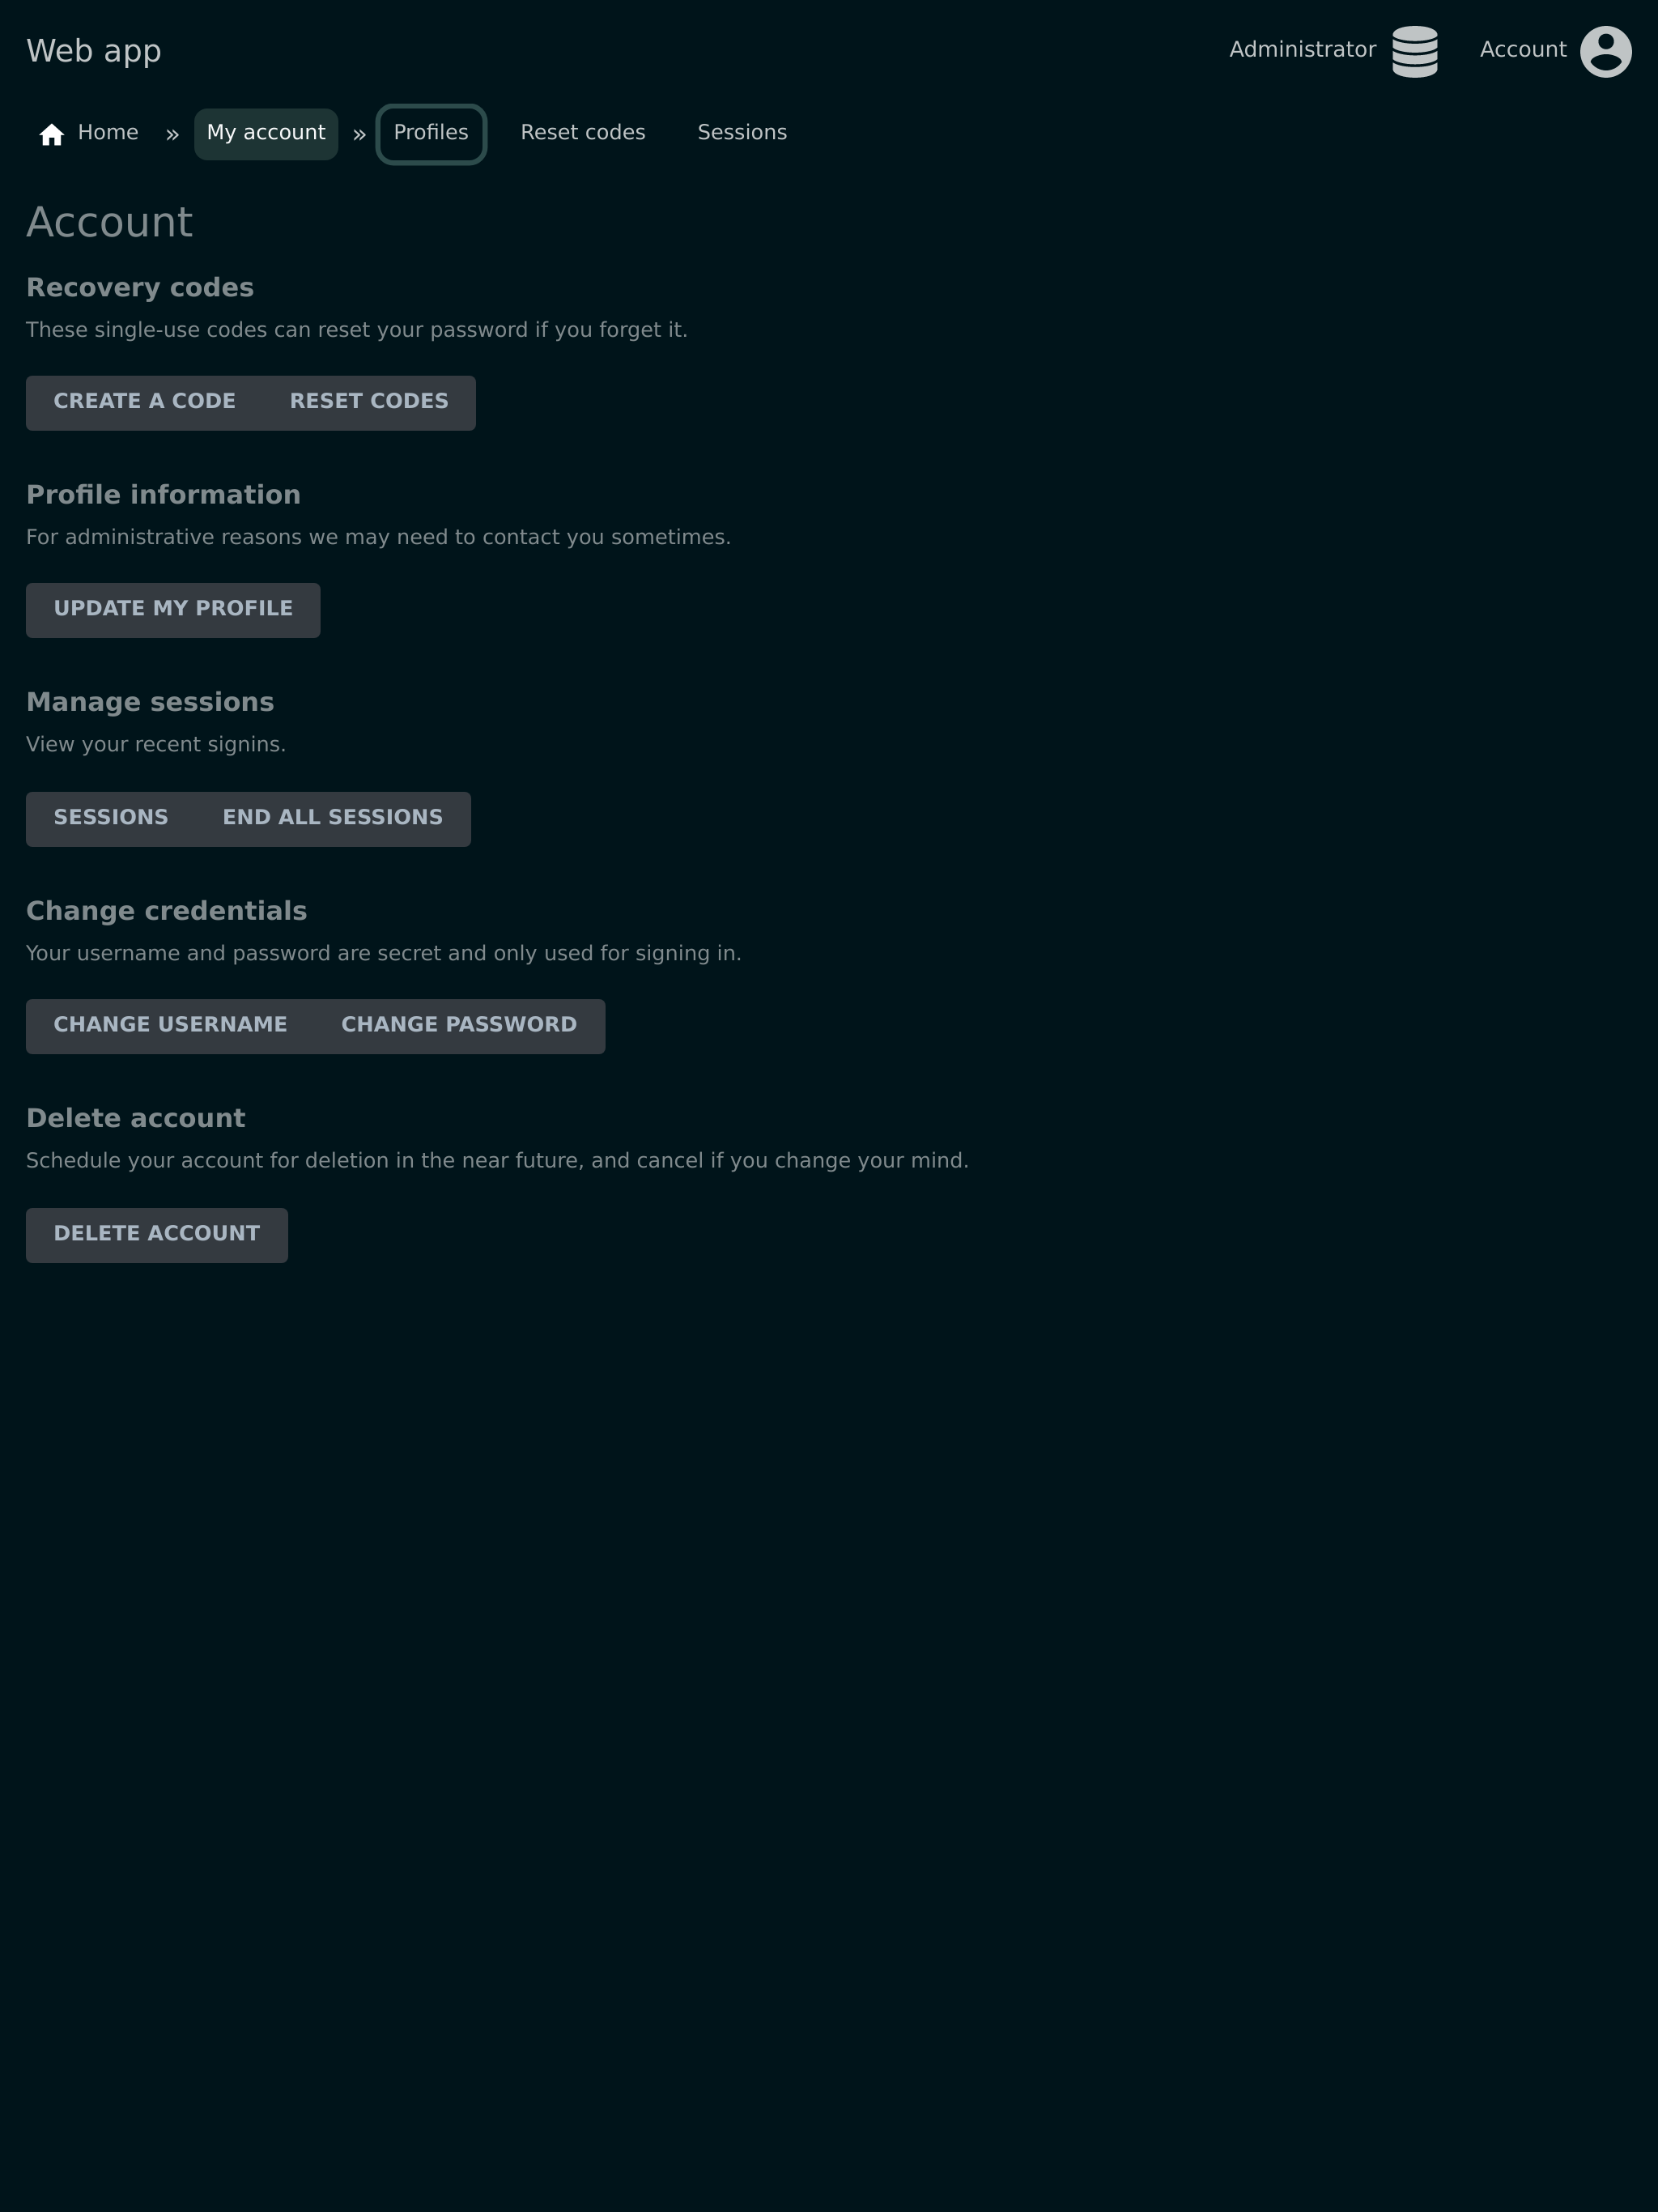 Web app
Administrator
Account
Home » My account » Profiles Reset codes Sessions
Account
Recovery codes
These single-use codes can reset your password if you forget it.
CREATE A CODE RESET CODES
Profile information
For administrative reasons we may need to contact you sometimes.
UPDATE MY PROFILE
Manage sessions
View your recent signins.
SESSIONS END ALL SESSIONS
Change credentials
Your username and password are secret and only used for signing in.
CHANGE USERNAME CHANGE PASSWORD
Delete account
Schedule your account for deletion in the near future, and cancel if you change your mind.
DELETE ACCOUNT